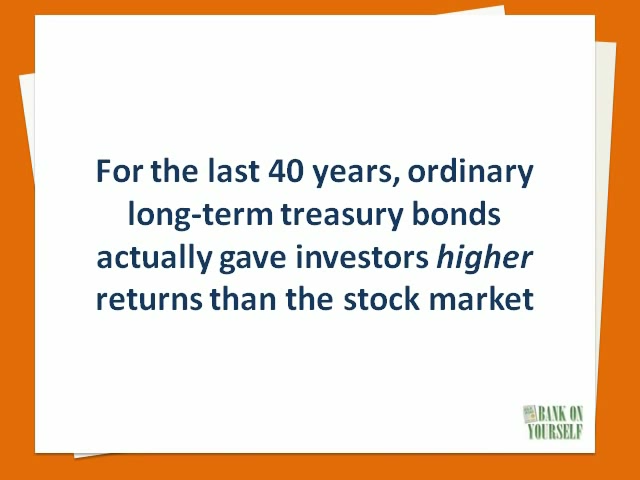 For the last 40 years, ordinary
long-term treasury bonds
actually gave investors higher
returns than the stock market
BANK ON
YOURSELF